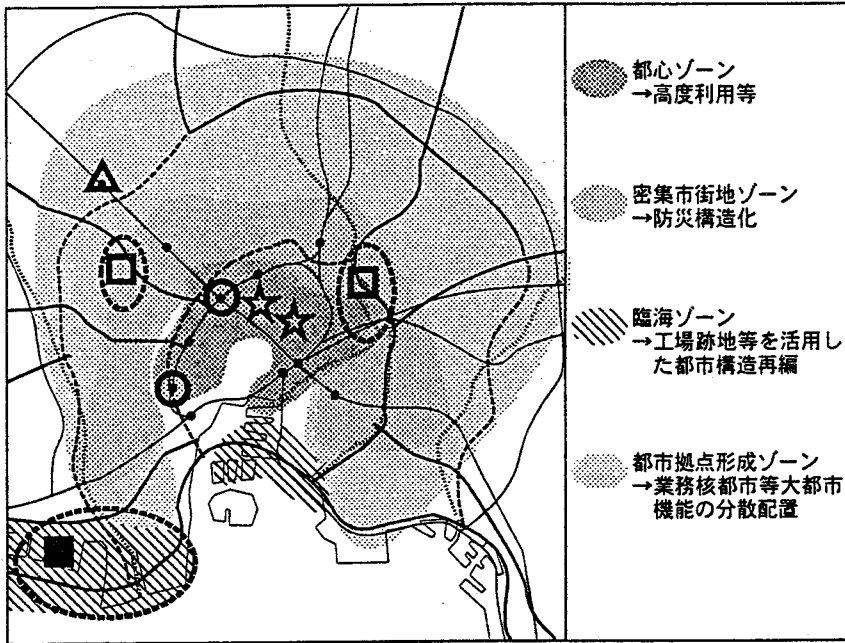 都心ゾーン
→高度利用等
密集市街地ゾーン
→防災構造化
臨海ゾーン
→工場跡地等を活用し
た都市構造再編
都市拠点形成ゾーン
→業務核都市等大都市
機能の分散配置